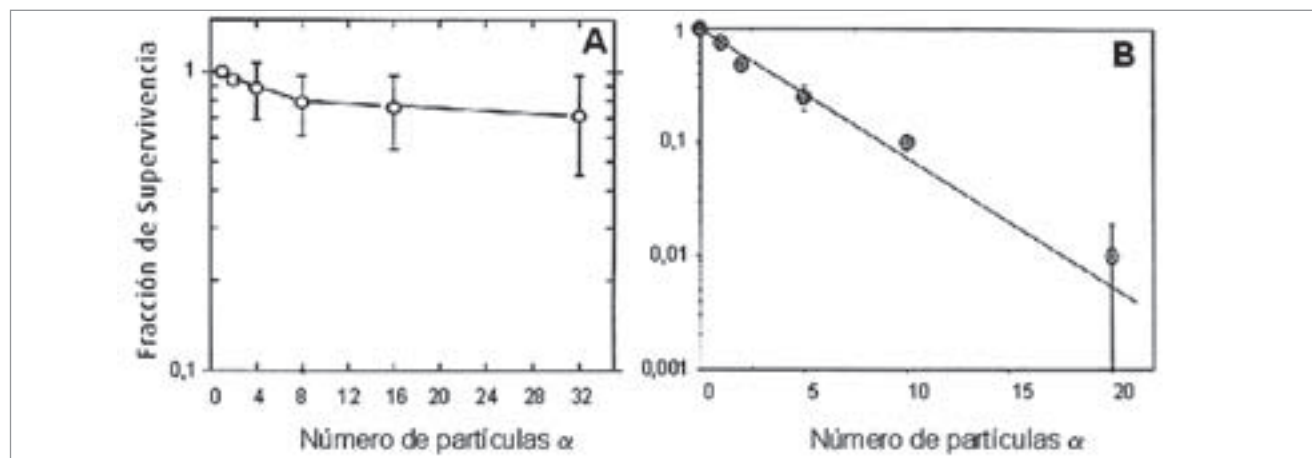 A
Fracción de Supervivencia
1
0,1
0 4 8 12 16 20 24 28 32
Número de partículas α
B
1
0,1
0,01
0,001
0 5 10 15 20
Número de partículas α